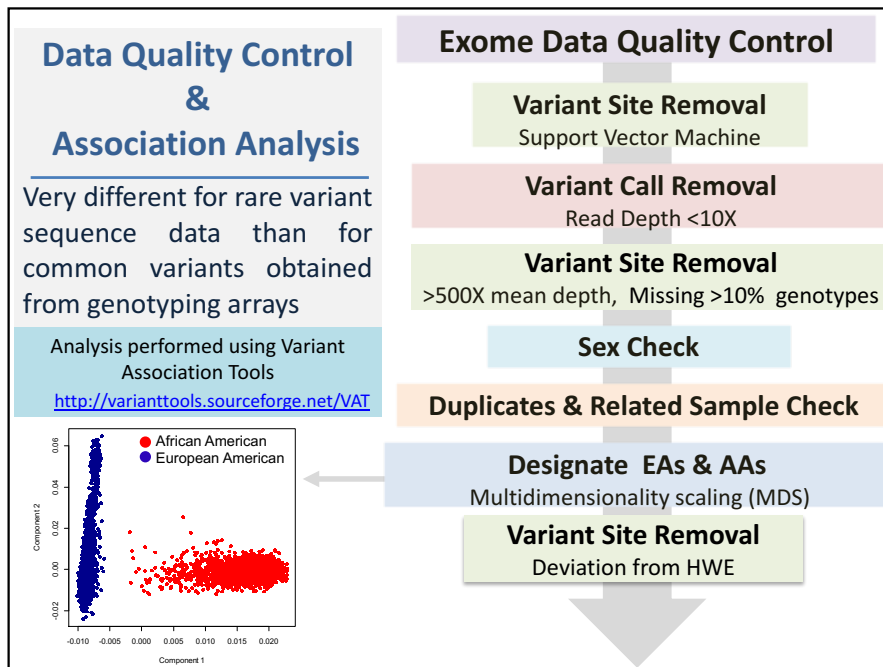 Data Quality Control
&
Association Analysis
Very different for rare variant
sequence data than for
common variants obtained
from genotyping arrays
Analysis performed using Variant
Association Tools
http://varianttools.sourceforge.net/VAT
African American
European American
Component 2
0.06
0.04
0.02
0.00
-0.02
-0.010 -0.005 0.000 0.005 0.010 0.015 0.020
Component 1
Exome Data Quality Control
Variant Site Removal
Support Vector Machine
Variant Call Removal
Read Depth <10X
Variant Site Removal
>500X mean depth, Missing >10% genotypes
Sex Check
Duplicates & Related Sample Check
Designate EAs & AAs
Multidimensionality scaling (MDS)
Variant Site Removal
Deviation from HWE